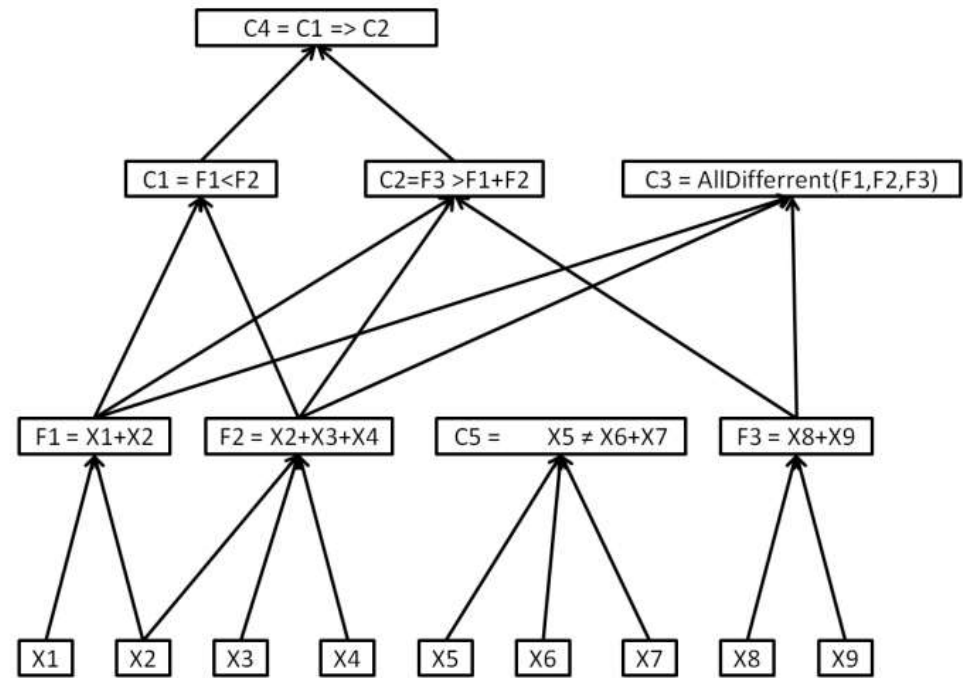 C4 = C1 => C2
C1 = F1<F2
C2=F3 >F1+F2
C3 = AllDifferrent(F1,F2,F3)
F1 = X1+X2
F2 = X2+X3+X4
C5 = X5 ≠ X6+X7
F3 = X8+X9
X1
X2
X3
X4
X5
X6
X7
X8
X9